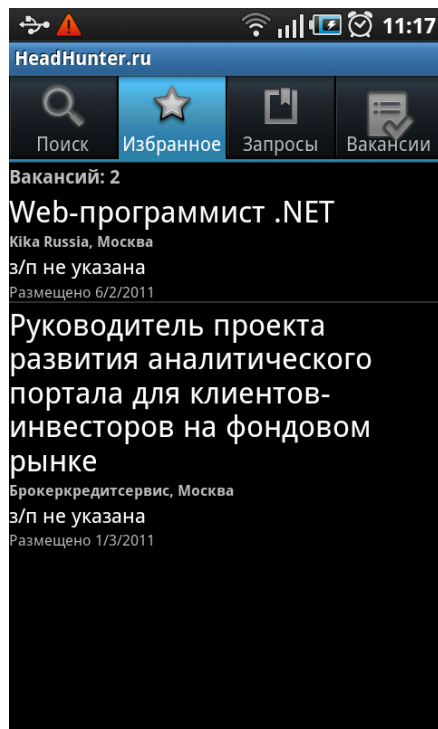 11:17
HeadHunter.ru
Поиск
Избранное
Запросы
Вакансии
Вакансий: 2
Web-программист .NET
Kika Russia, Москва
з/п не указана
Размещено 6/2/2011
Руководитель проекта
развития аналитического
портала для клиентов-
инвесторов на фондовом
рынке
Брокеркредитсервис, Москва
з/п не указана
Размещено 1/3/2011